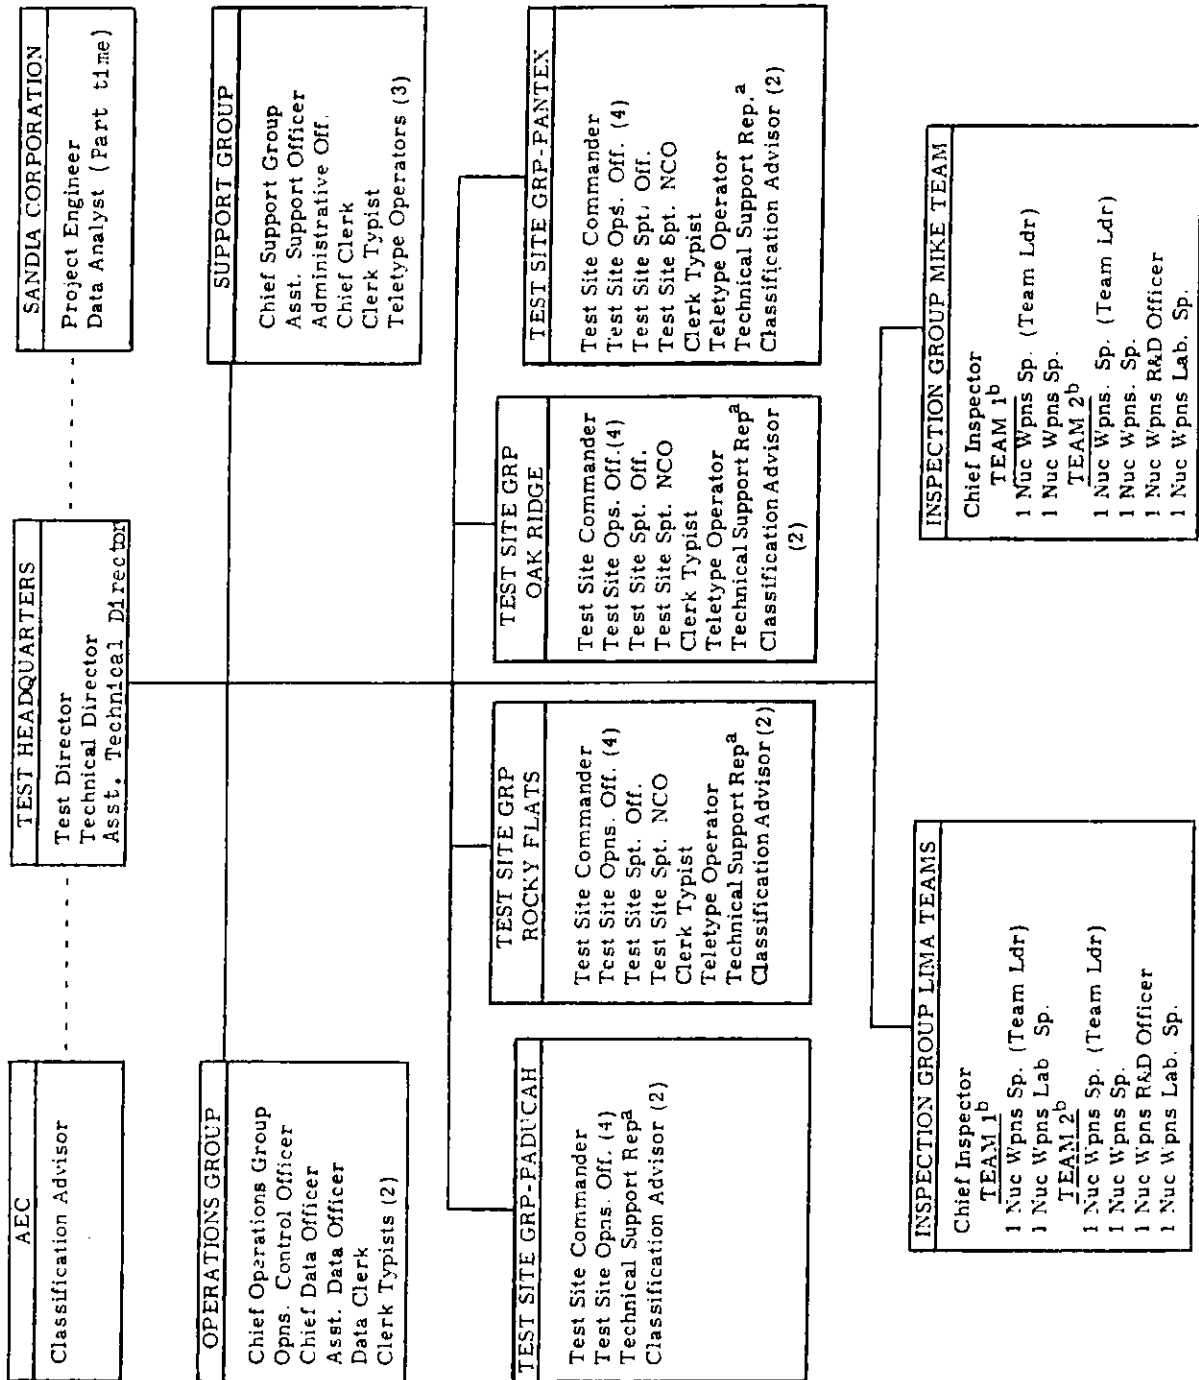 AEC
Classification Advisor
TEST HEADQUARTERS
Test Director
Technical Director
Asst. Technical Director
SANDIA CORPORATION
Project Engineer
Data Analyst (Part time)
OPERATIONS GROUP
Chief Operations Group
Opns. Control Officer
Chief Data Officer
Asst. Data Officer
Data Clerk
Clerk Typists (2)
SUPPORT GROUP
Chief Support Group
Asst. Support Officer
Administrative Off.
Chief Clerk
Clerk Typist
Teletype Operators (3)
TEST SITE GRP-PADUCAH
Test Site Commander
Test Site Opns. Off. (4)
Technical Support Repᵃ
Classification Advisor (2)
TEST SITE GRP
ROCKY FLATS
Test Site Commander
Test Site Opns. Off. (4)
Test Site Spt. Off.
Test Site Spt. NCO
Clerk Typist
Teletype Operator
Technical Support Repᵃ
Classification Advisor (2)
TEST SITE GRP
OAK RIDGE
Test Site Commander
Test Site Ops. Off. (4)
Test Site Spt. Off.
Test Site Spt. NCO
Clerk Typist
Teletype Operator
Technical Support Repᵃ
Classification Advisor
(2)
TEST SITE GRP-PANTEX
Test Site Commander
Test Site Ops. Off. (4)
Test Site Spt. Off.
Test Site Spt. NCO
Clerk Typist
Teletype Operator
Technical Support Rep.ᵃ
Classification Advisor (2)
INSPECTION GROUP LIMA TEAMS
Chief Inspector
TEAM 1ᵇ
1 Nuc Wpns Sp. (Team Ldr)
1 Nuc Wpns Lab Sp.
TEAM 2ᵇ
1 Nuc Wpns Sp. (Team Ldr)
1 Nuc Wpns Sp.
1 Nuc Wpns R&D Officer
1 Nuc Wpns Lab. Sp.
INSPECTION GROUP MIKE TEAM
Chief Inspector
TEAM 1ᵇ
1 Nuc Wpns Sp. (Team Ldr)
1 Nuc Wpns Sp.
TEAM 2ᵇ
1 Nuc Wpns. Sp. (Team Ldr)
1 Nuc Wpns. Sp.
1 Nuc Wpns R&D Officer
1 Nuc Wpns Lab. Sp.